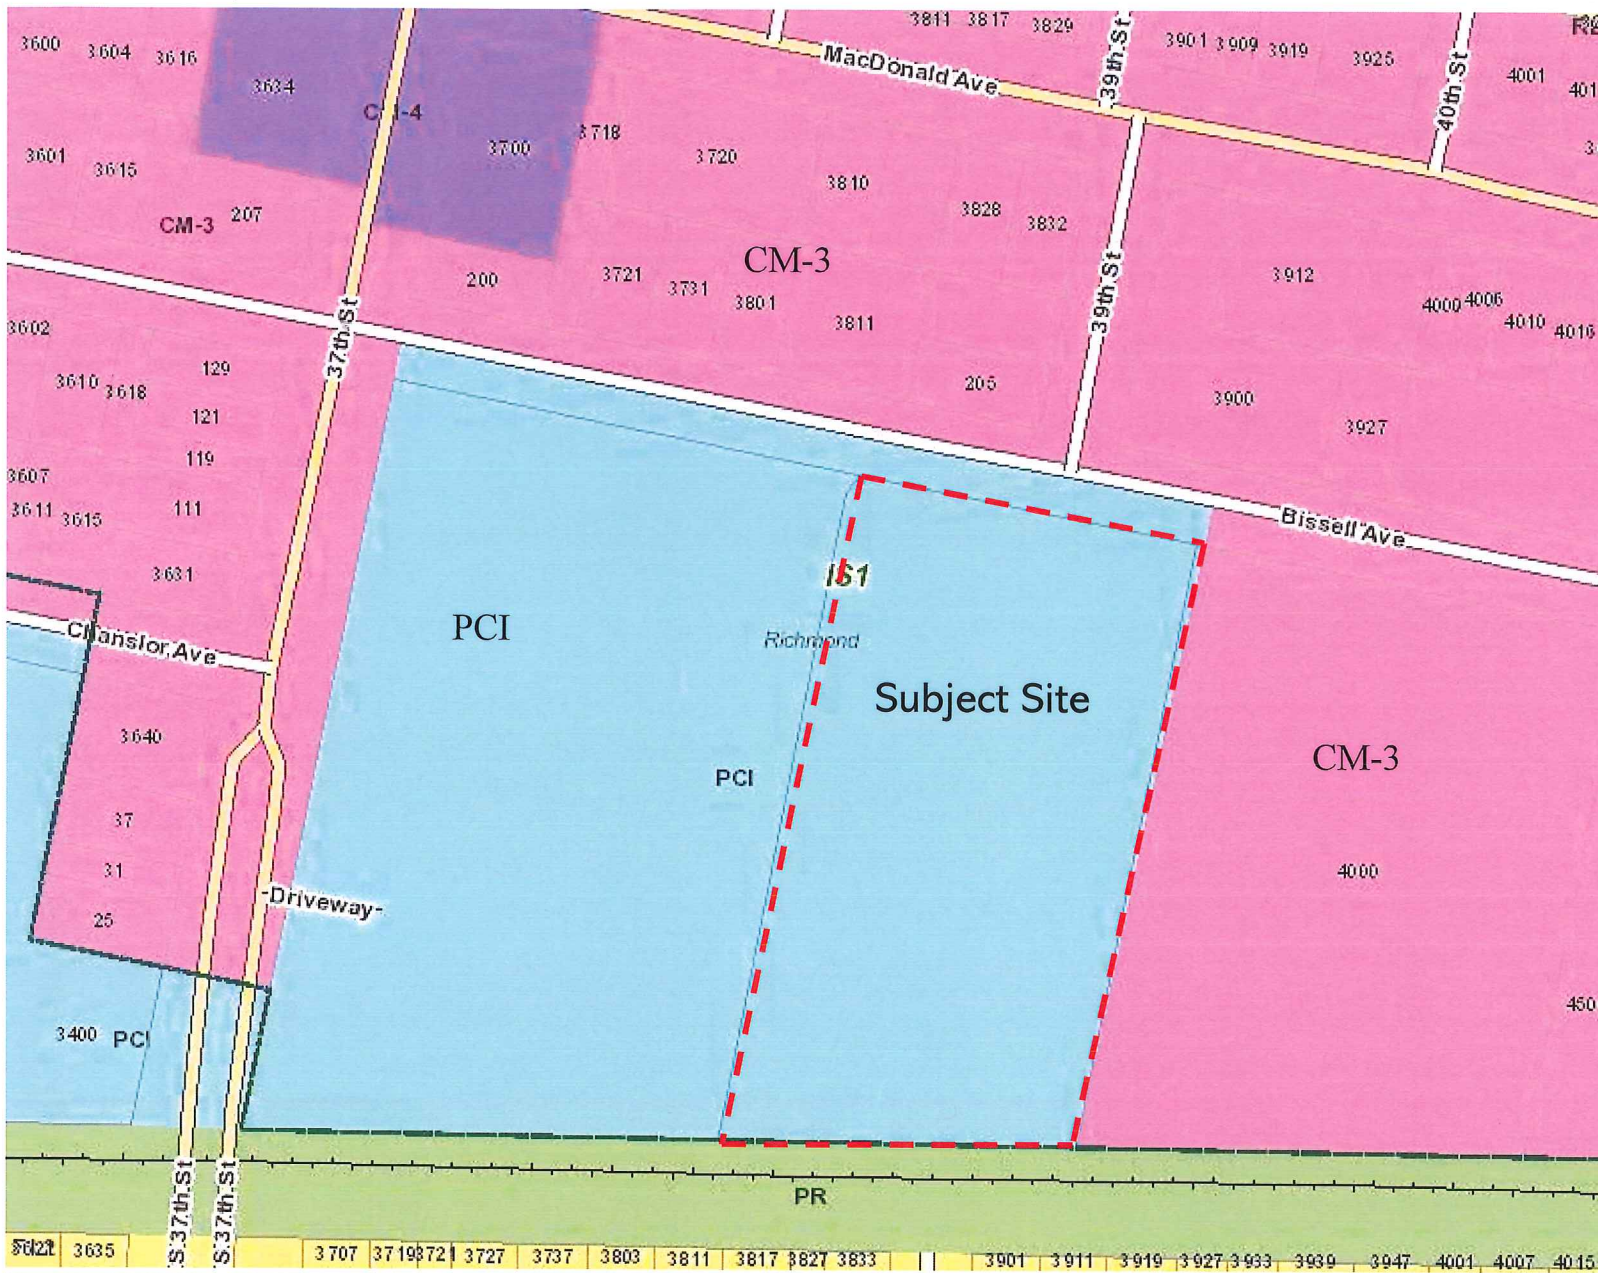 3811 3817 3829
3901 3909 3919 3925
3600 3604 3616
3634
MacDonald Ave
39th St
40th St
4001
3700
3718
3720
3810
3828 3832
3601 3615
207
CM-3
CM-3
200
3721 3731 3801 3811
39th St
3912
4000 4006 4010 4016
37th St
3602
3610 3618
129
121
119
111
205
3900
3927
3607
3611 3615
3631
Bissell Ave
IS1
Richmond
PCI
Subject Site
Chanslor Ave
3640
PCI
CM-3
37
31
25
4000
Driveway
3400 PCI
S 37th St
S 37th St
PR
3635
3707 3719 3721 3727 3737 3803 3811 3817 3827 3833
3901 3911 3919 3927 3933 3939 3947 4001 4007 4015